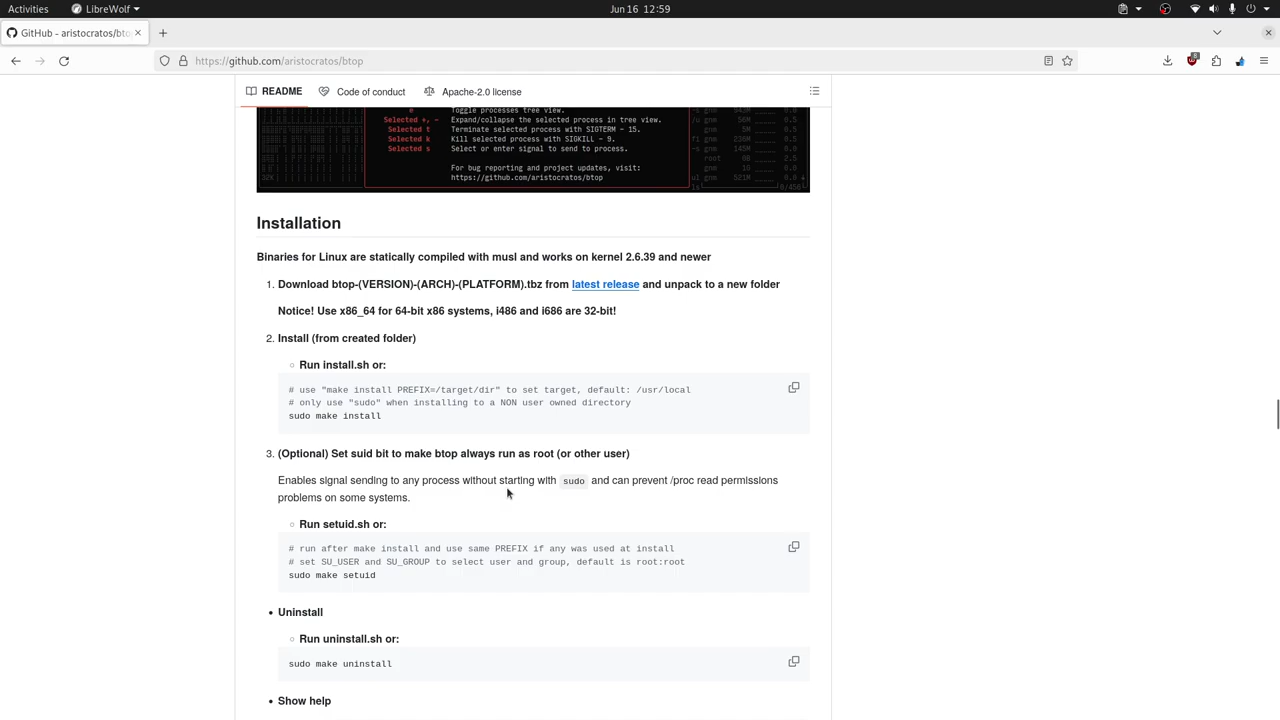 Activities
LibreWolf
Jun 16 12:59
GitHub - aristocratos/bto
https://github.com/aristocratos/btop
8
README
Code of conduct
Apache-2.0 license
e Toggle processes tree view.
Selected +, - Expand/collapse the selected process in tree view.
Selected t Terminate selected process with SIGTERM - 15.
Selected k Kill selected process with SIGKILL - 9.
Selected s Select or enter signal to send to process.
For bug reporting and project updates, visit:
https://github.com/aristocratos/btop
Installation
Binaries for Linux are statically compiled with musl and works on kernel 2.6.39 and newer
1. Download btop-(VERSION)-(ARCH)-(PLATFORM).tbz from latest release and unpack to a new folder
Notice! Use x86_64 for 64-bit x86 systems, i486 and i686 are 32-bit!
2. Install (from created folder)
Run install.sh or:
# use "make install PREFIX=/target/dir" to set target, default: /usr/local
# only use "sudo" when installing to a NON user owned directory
sudo make install
3. (Optional) Set suid bit to make btop always run as root (or other user)
Enables signal sending to any process without starting with sudo and can prevent /proc read permissions
problems on some systems.
Run setuid.sh or:
# run after make install and use same PREFIX if any was used at install
# set SU_USER and SU_GROUP to select user and group, default is root:root
sudo make setuid
Uninstall
Run uninstall.sh or:
sudo make uninstall
Show help